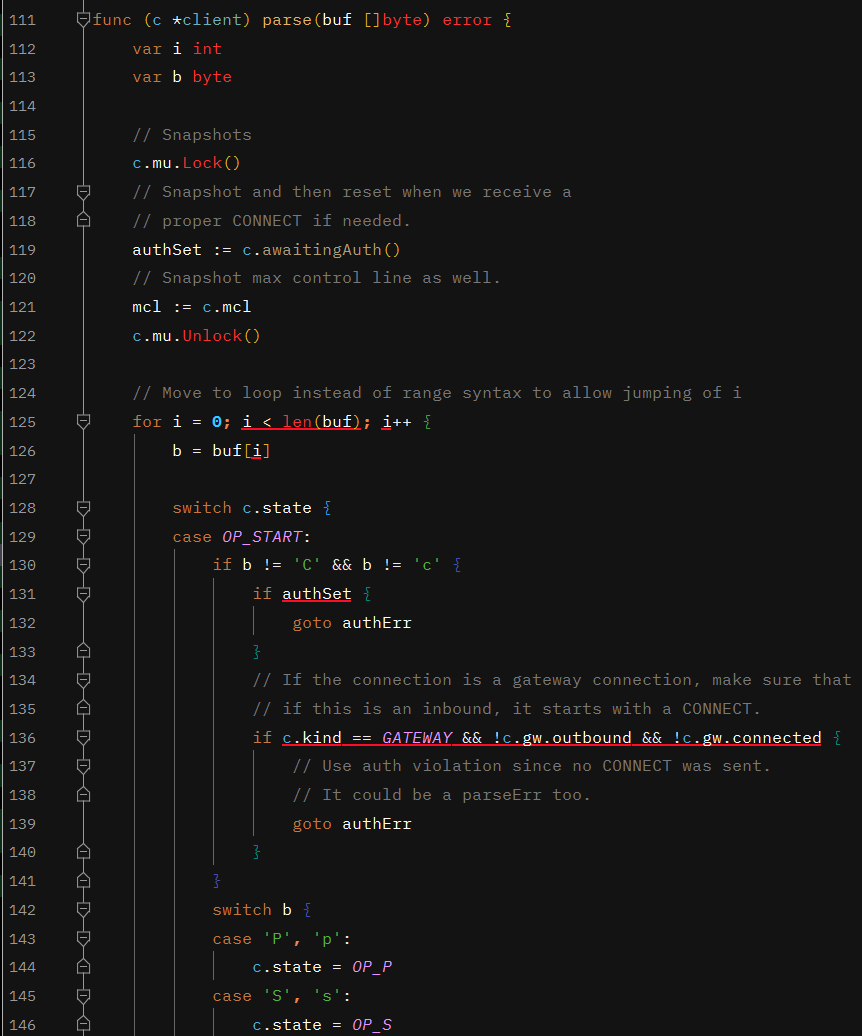 111 func (c *client) parse(buf []byte) error {
112     var i int
113     var b byte
114
115     // Snapshots
116     c.mu.Lock()
117     // Snapshot and then reset when we receive a
118     // proper CONNECT if needed.
119     authSet := c.awaitingAuth()
120     // Snapshot max control line as well.
121     mcl := c.mcl
122     c.mu.Unlock()
123
124     // Move to loop instead of range syntax to allow jumping of i
125     for i = 0; i < len(buf); i++ {
126         b = buf[i]
127
128         switch c.state {
129         case OP_START:
130             if b != 'C' && b != 'c' {
131                 if authSet {
132                     goto authErr
133                 }
134                 // If the connection is a gateway connection, make sure that
135                 // if this is an inbound, it starts with a CONNECT.
136                 if c.kind == GATEWAY && !c.gw.outbound && !c.gw.connected {
137                     // Use auth violation since no CONNECT was sent.
138                     // It could be a parseErr too.
139                     goto authErr
140                 }
141             }
142             switch b {
143             case 'P', 'p':
144                 c.state = OP_P
145             case 'S', 's':
146                 c.state = OP_S